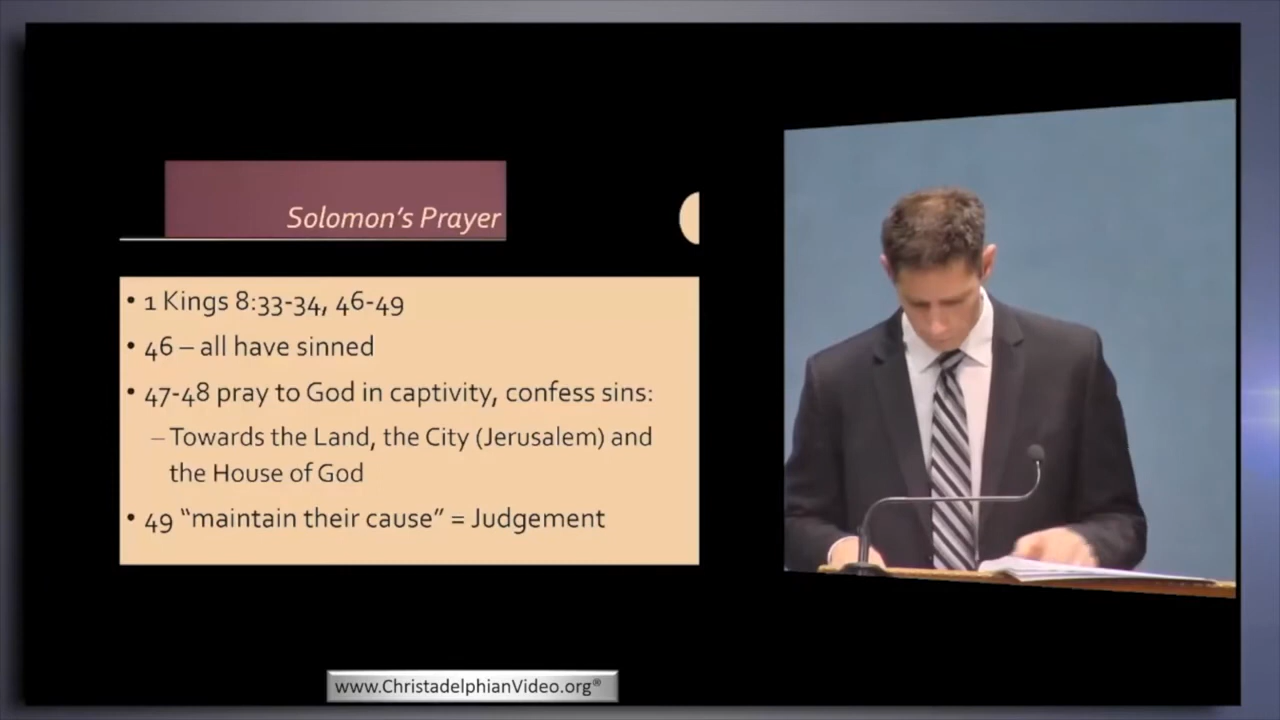 Solomon's Prayer
• 1 Kings 8:33-34, 46-49
• 46 – all have sinned
• 47-48 pray to God in captivity, confess sins:
– Towards the Land, the City (Jerusalem) and
the House of God
• 49 “maintain their cause” = Judgement
www.ChristadelphianVideo.org®